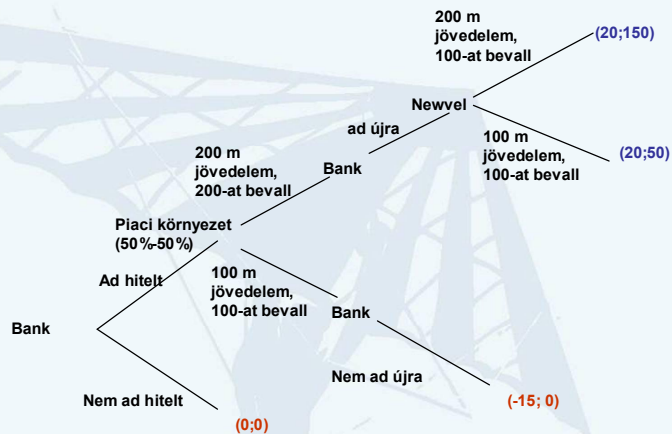 200 m
jövedelem,
100-at bevall
(20;150)
Newvel
ad újra
100 m
jövedelem,
100-at bevall
(20;50)
200 m
jövedelem,
200-at bevall
Bank
Piaci környezet
(50%-50%)
Ad hitelt
100 m
jövedelem,
100-at bevall
Bank
Bank
Nem ad újra
Nem ad hitelt
(-15; 0)
(0;0)